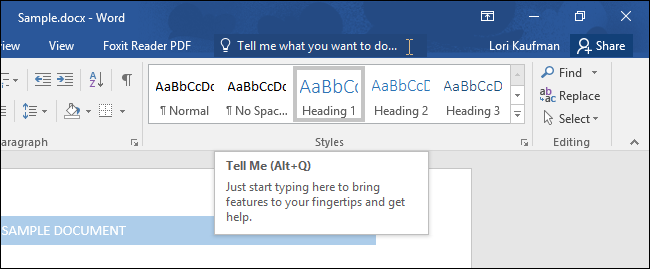 Sample.docx - Word
View Foxit Reader PDF Tell me what you want to do... Lori Kaufman Share
AaBbCcDc AaBbCcDc AaBbCc AaBbCcD AaBbCcD
¶ Normal ¶ No Spac... Heading 1 Heading 2 Heading 3
Find
Replace
Select
Paragraph Styles Editing
Tell Me (Alt+Q)
Just start typing here to bring
features to your fingertips and get
help.
SAMPLE DOCUMENT